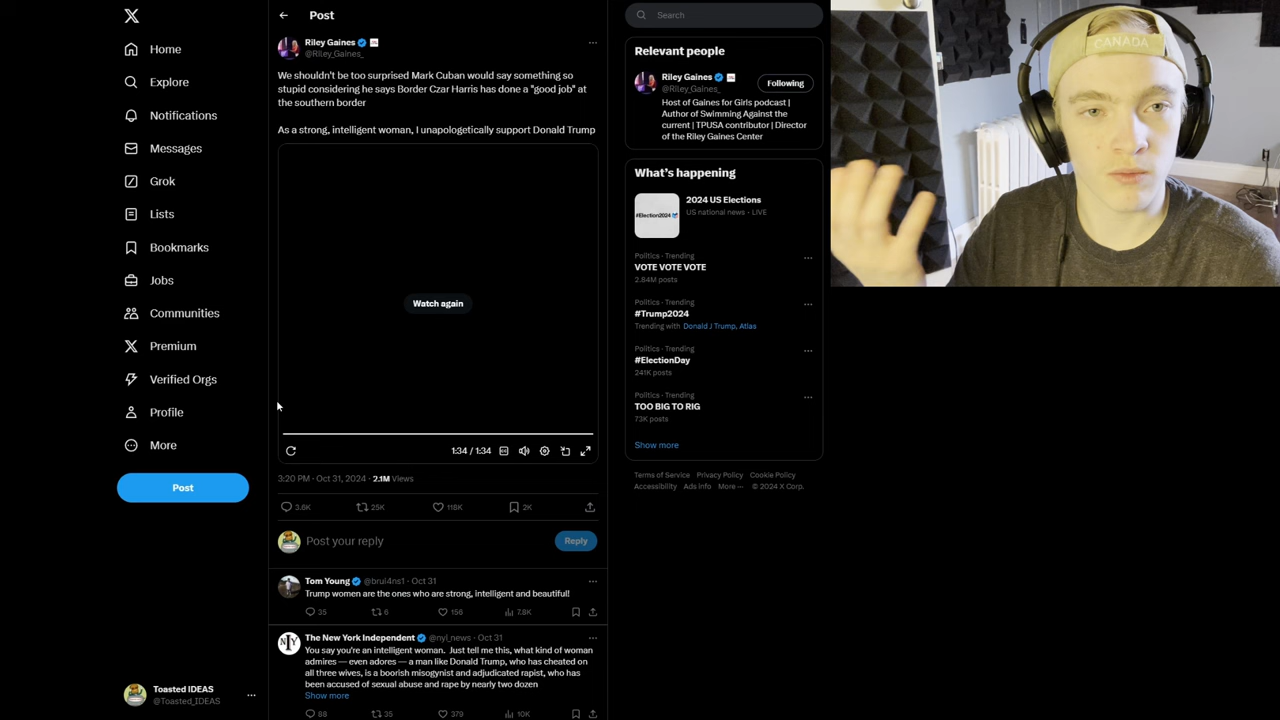 Home
Explore
Notifications
Messages
Grok
Lists
Bookmarks
Jobs
Communities
Premium
Verified Orgs
Profile
More
Post
Toasted IDEAS
@Toasted_IDEAS
Post
Riley Gaines
@Riley_Gaines_
We shouldn't be too surprised Mark Cuban would say something so
stupid considering he says Border Czar Harris has done a "good job" at
the southern border
As a strong, intelligent woman, I unapologetically support Donald Trump
Watch again
1:34 / 1:34
3:20 PM · Oct 31, 2024 · 2.1M Views
3.6K 25K 118K 2K
Post your reply
Reply
Tom Young @brul4ns1 · Oct 31
Trump women are the ones who are strong, intelligent and beautiful!
35 6 156 7.8K
The New York Independent @nyi_news · Oct 31
You say you're an intelligent woman. Just tell me this, what kind of woman
admires — even adores — a man like Donald Trump, who has cheated on
all three wives, is a boorish misogynist and adjudicated rapist, who has
been accused of sexual abuse and rape by nearly two dozen
Show more
68 35 379 10K
Search
Relevant people
Riley Gaines
@Riley_Gaines_
Following
Host of Gaines for Girls podcast |
Author of Swimming Against the
current | TPUSA contributor | Director
of the Riley Gaines Center
What's happening
#Election2024
2024 US Elections
US national news · LIVE
Politics · Trending
VOTE VOTE VOTE
2.84M posts
Politics · Trending
#Trump2024
Trending with Donald J Trump, Atlas
Politics · Trending
#ElectionDay
241K posts
Politics · Trending
TOO BIG TO RIG
73K posts
Show more
Terms of Service Privacy Policy Cookie Policy
Accessibility Ads Info More ··· © 2024 X Corp.
CANADA